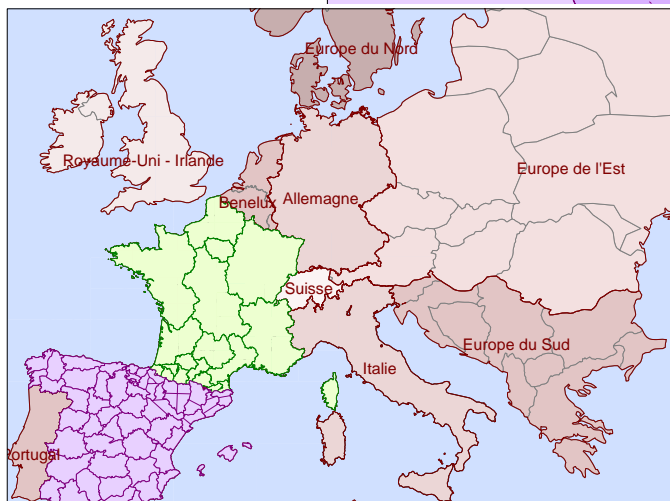 Europe du Nord
Royaume-Uni - Irlande
Europe de l'Est
Benelux
Allemagne
Suisse
Europe du Sud
Italie
Portugal